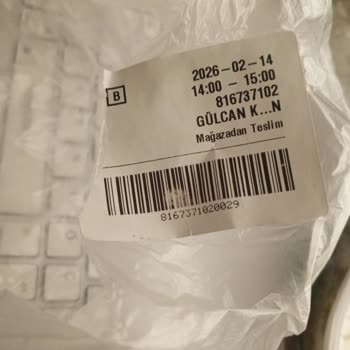 B
2026-02-14
14:00 - 15:00
816737102
GÜLCAN K...N
Mağazadan Teslim
8167371020029